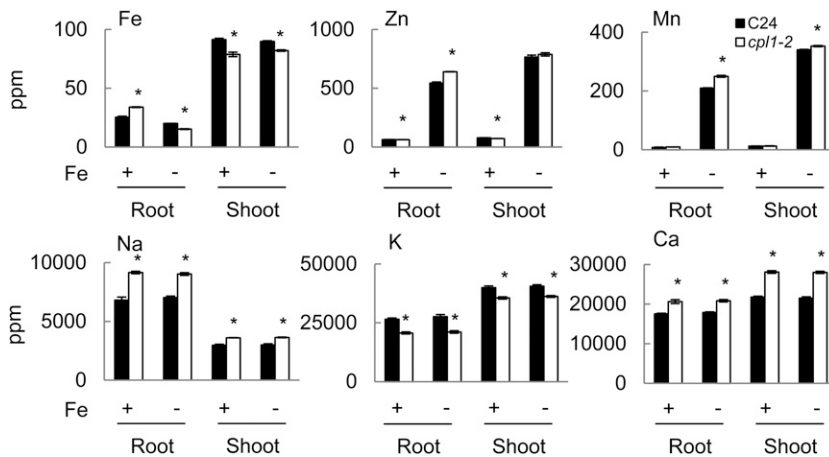 Fe
Zn
Mn
C24
cpl1-2
ppm
100
50
0
1000
500
0
400
200
0
* * * *
* * *
* *
Fe + - + -
+ - + -
+ - + -
Root Shoot
Root Shoot
Root Shoot
Na
K
Ca
ppm
10000
7000
3000
0
50000
25000
0
30000
20000
10000
0
* * * *
* * * *
* * * *
Fe + - + -
+ - + -
+ - + -
Root Shoot
Root Shoot
Root Shoot